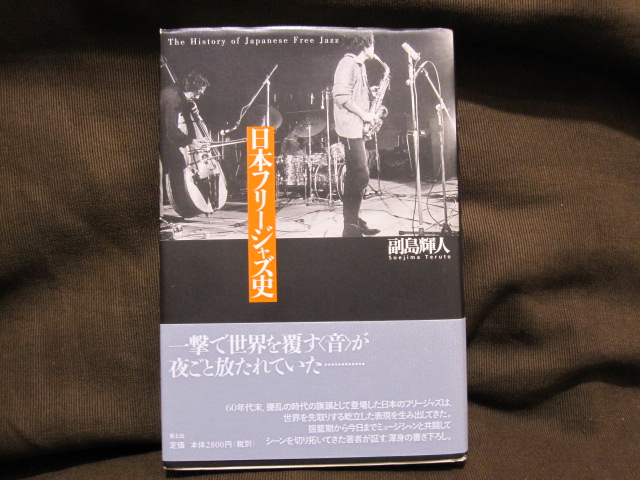 The History of Japanese Free Jazz
日本フリージャズ史
副島輝人
Soejima Teruto
一撃で世界を覆す〈音〉が
夜ごと放たれていた…………
60年代末、擾乱の時代の旗頭として登場した日本のフリージャズは、
世界を先取りする屹立した表現を生み出してきた。
揺籃期から今日までミュージシャンと共闘して
シーンを切り拓いてきた著者が証す、渾身の書き下ろし。
青土社
定価 本体2800円(税別)